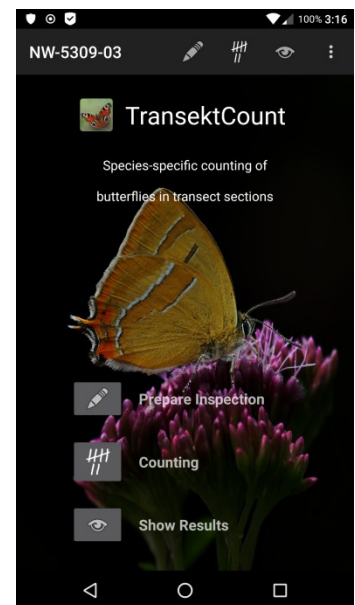 100% 3:16
NW-5309-03
TransektCount
Species-specific counting of
butterflies in transect sections
Prepare Inspection
Counting
Show Results